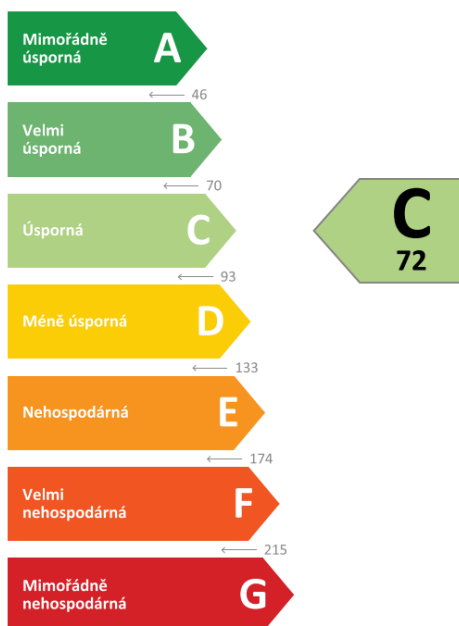 Mimořádně
úsporná
A
46
Velmi
úsporná
B
70
Úsporná
C
93
C
72
Méně úsporná
D
133
Nehospodárná
E
174
Velmi
nehospodárná
F
215
Mimořádně
nehospodárná
G